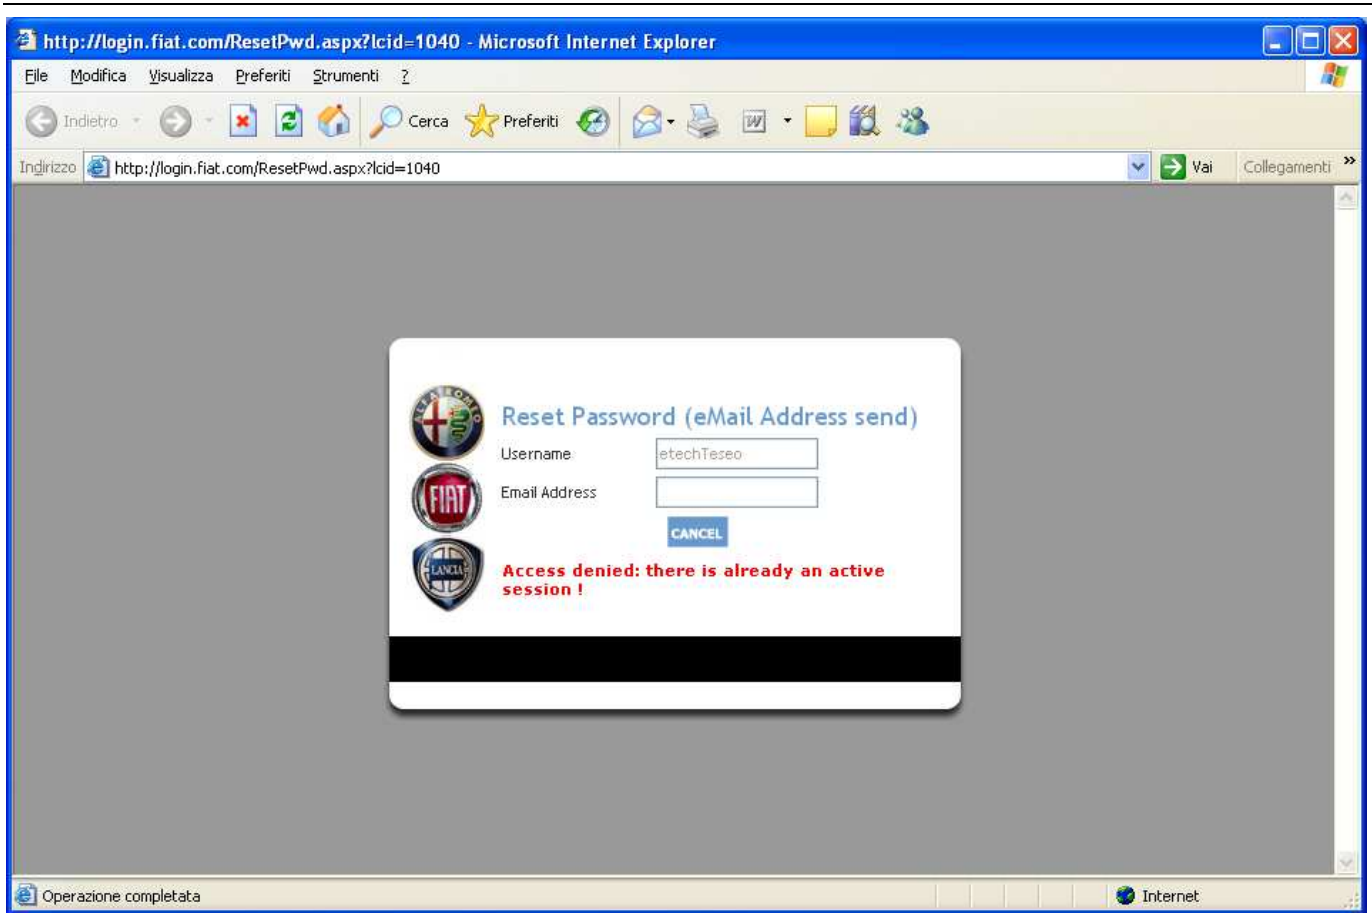 http://login.fiat.com/ResetPwd.aspx?lcid=1040 - Microsoft Internet Explorer
File Modifica Visualizza Preferiti Strumenti ?
Indietro Cerca Preferiti W
Indirizzo http://login.fiat.com/ResetPwd.aspx?lcid=1040 Vai Collegamenti »
ALFA ROMEO
Reset Password (eMail Address send)
Username etechTeseo
FIAT
Email Address
CANCEL
LANCIA
Access denied: there is already an active
session !
Operazione completata Internet